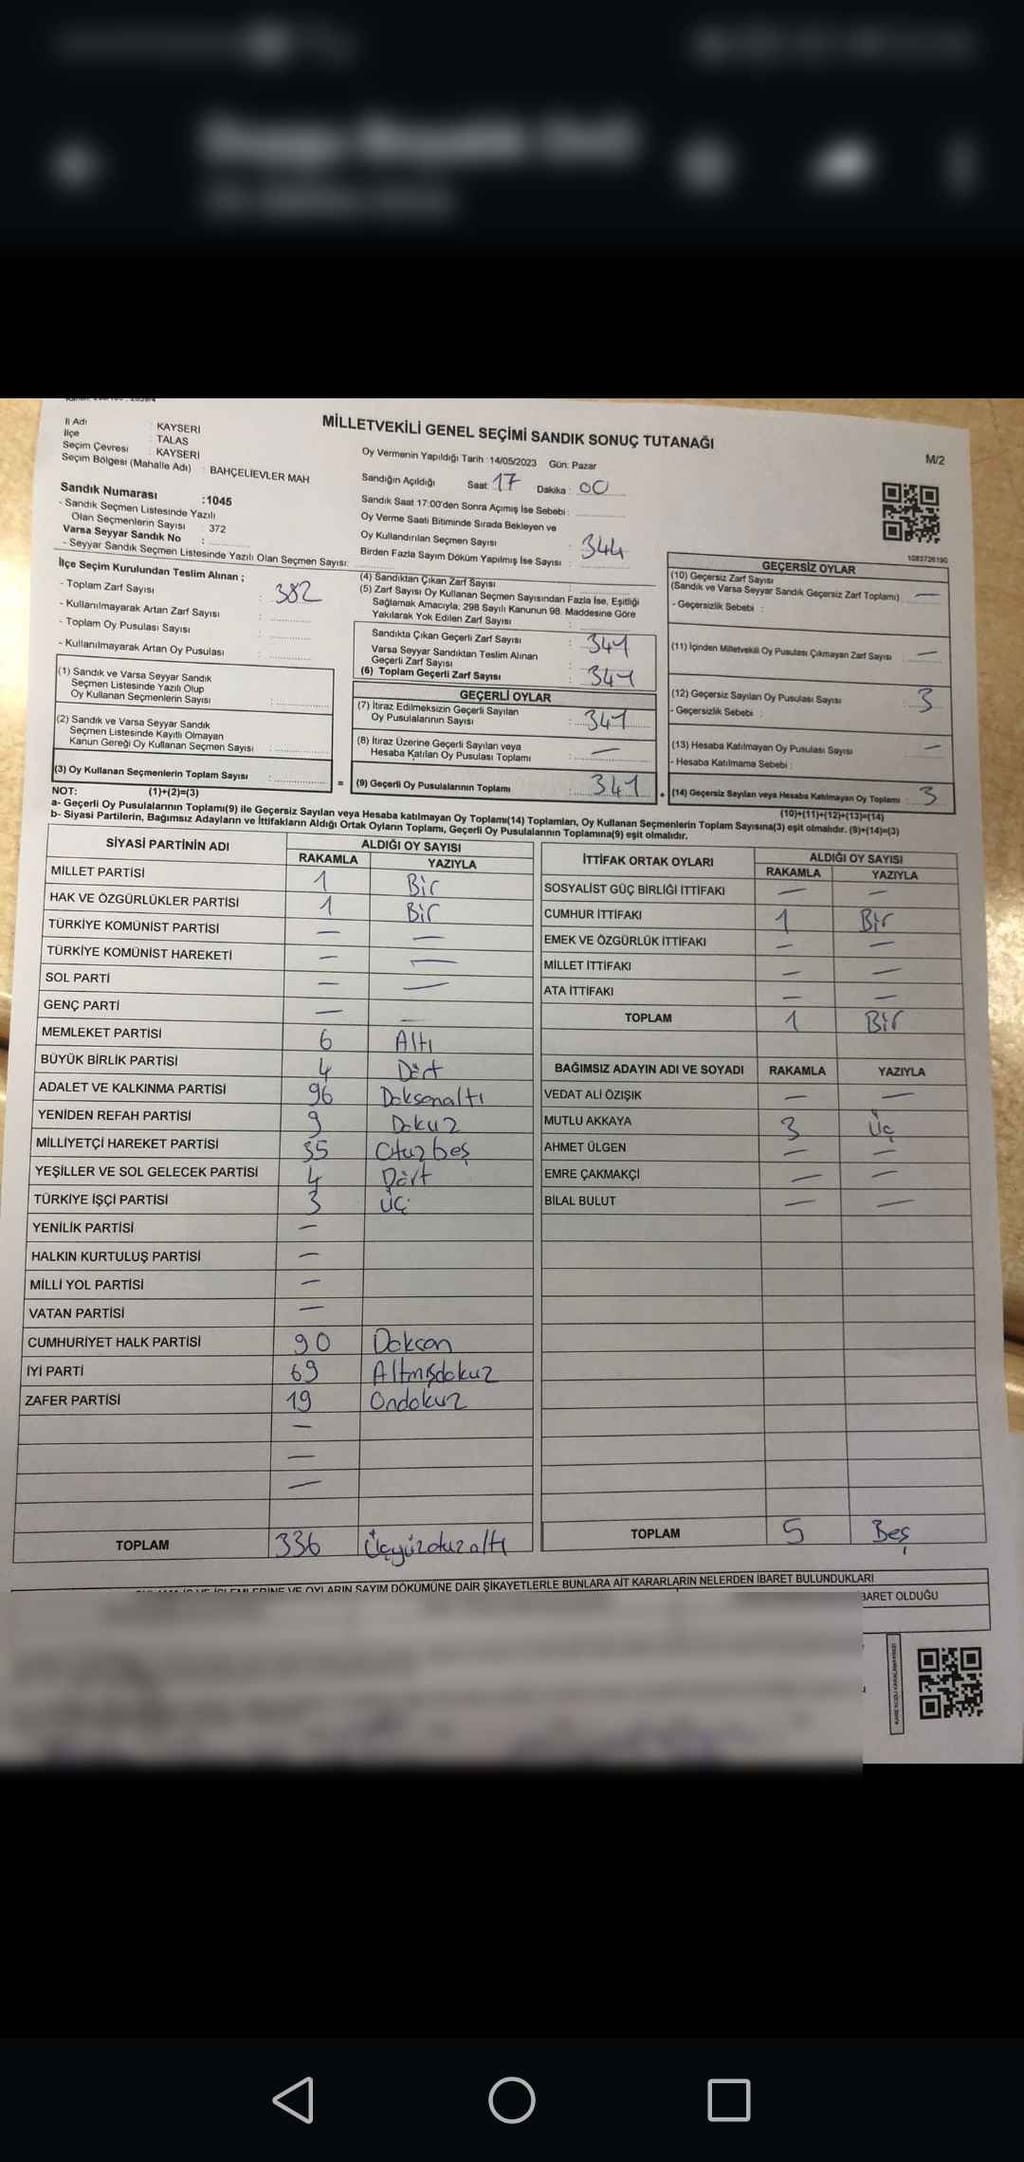 MİLLETVEKİLİ GENEL SEÇİMİ SANDIK SONUÇ TUTANAĞI
M/2
İl Adı : KAYSERİ
İlçe : TALAS
Seçim Çevresi : KAYSERİ
Seçim Bölgesi (Mahalle Adı) : BAHÇELİEVLER MAH
Oy Vermenin Yapıldığı Tarih :14/05/2023 Gün: Pazar
Sandığın Açıldığı Saat: 17 Dakika : 00
Sandık Saat 17:00'den Sonra Açımış İse Sebebi :
Oy Verme Saati Bitiminde Sırada Bekleyen ve
Oy Kullandırılan Seçmen Sayısı : 344
Birden Fazla Sayım Döküm Yapılmış İse Sayısı
Sandık Numarası :1045
- Sandık Seçmen Listesinde Yazılı
Olan Seçmenlerin Sayısı : 372
Varsa Seyyar Sandık No :
- Seyyar Sandık Seçmen Listesinde Yazılı Olan Seçmen Sayısı:
İlçe Seçim Kurulundan Teslim Alınan ;
- Toplam Zarf Sayısı : 382
- Kullanılmayarak Artan Zarf Sayısı :
- Toplam Oy Pusulası Sayısı :
- Kullanılmayarak Artan Oy Pusulası :
(1) Sandık ve Varsa Seyyar Sandık
Seçmen Listesinde Yazılı Olup
Oy Kullanan Seçmenlerin Sayısı :
(2) Sandık ve Varsa Seyyar Sandık
Seçmen Listesinde Kayıtlı Olmayan
Kanun Gereği Oy Kullanan Seçmen Sayısı :
(3) Oy Kullanan Seçmenlerin Toplam Sayısı :
(4) Sandıktan Çıkan Zarf Sayısı :
(5) Zarf Sayısı Oy Kullanan Seçmen Sayısından Fazla İse, Eşitliği
Sağlamak Amacıyla, 298 Sayılı Kanunun 98. Maddesine Göre
Yakılarak Yok Edilen Zarf Sayısı :
Sandıkta Çıkan Geçerli Zarf Sayısı : 341
Varsa Seyyar Sandıktan Teslim Alınan
Geçerli Zarf Sayısı :
(6) Toplam Geçerli Zarf Sayısı : 341
GEÇERLİ OYLAR
(7) İtiraz Edilmeksizin Geçerli Sayılan
Oy Pusulalarının Sayısı : 341
(8) İtiraz Üzerine Geçerli Sayılan veya
Hesaba Katılan Oy Pusulası Toplamı : —
= (9) Geçerli Oy Pusulalarının Toplamı : 341
1083726190
GEÇERSİZ OYLAR
(10) Geçersiz Zarf Sayısı
(Sandık ve Varsa Seyyar Sandık Geçersiz Zarf Toplamı) : —
- Geçersizlik Sebebi :
(11) İçinden Milletvekili Oy Pusulası Çıkmayan Zarf Sayısı : —
(12) Geçersiz Sayılan Oy Pusulası Sayısı : 3
- Geçersizlik Sebebi :
(13) Hesaba Katılmayan Oy Pusulası Sayısı : —
- Hesaba Katılmama Sebebi :
+ (14) Geçersiz Sayılan veya Hesaba Katılmayan Oy Toplamı : 3
NOT: (1)+(2)=(3)
(10)+(11)+(12)+(13)=(14)
a- Geçerli Oy Pusulalarının Toplamı(9) ile Geçersiz Sayılan veya Hesaba katılmayan Oy Toplamı(14) Toplamları, Oy Kullanan Seçmenlerin Toplam Sayısına(3) eşit olmalıdır. (9)+(14)=(3)
b- Siyasi Partilerin, Bağımsız Adayların ve İttifakların Aldığı Ortak Oyların Toplamı, Geçerli Oy Pusulalarının Toplamına(9) eşit olmalıdır.
SİYASİ PARTİNİN ADI ALDIĞI OY SAYISI
RAKAMLA YAZIYLA
MİLLET PARTİSİ 1 Bir
HAK VE ÖZGÜRLÜKLER PARTİSİ 1 Bir
TÜRKİYE KOMÜNİST PARTİSİ — —
TÜRKİYE KOMÜNİST HAREKETİ — —
SOL PARTİ — —
GENÇ PARTİ — —
MEMLEKET PARTİSİ 6 Altı
BÜYÜK BİRLİK PARTİSİ 4 Dört
ADALET VE KALKINMA PARTİSİ 96 Doksanaltı
YENİDEN REFAH PARTİSİ 9 Dokuz
MİLLİYETÇİ HAREKET PARTİSİ 35 Otuzbeş
YEŞİLLER VE SOL GELECEK PARTİSİ 4 Dört
TÜRKİYE İŞÇİ PARTİSİ 3 üç
YENİLİK PARTİSİ —
HALKIN KURTULUŞ PARTİSİ —
MİLLİ YOL PARTİSİ —
VATAN PARTİSİ —
CUMHURİYET HALK PARTİSİ 90 Doksan
İYİ PARTİ 69 Altmışdokuz
ZAFER PARTİSİ 19 Ondokuz
—
—
—
TOPLAM 336 Üçyüzotuzaltı
İTTİFAK ORTAK OYLARI ALDIĞI OY SAYISI
RAKAMLA YAZIYLA
SOSYALİST GÜÇ BİRLİĞİ İTTİFAKI — —
CUMHUR İTTİFAKI 1 Bir
EMEK VE ÖZGÜRLÜK İTTİFAKI — —
MİLLET İTTİFAKI — —
ATA İTTİFAKI — —
TOPLAM 1 Bir
BAĞIMSIZ ADAYIN ADI VE SOYADI RAKAMLA YAZIYLA
VEDAT ALİ ÖZIŞIK — —
MUTLU AKKAYA 3 Üç
AHMET ÜLGEN — —
EMRE ÇAKMAKÇİ — —
BİLAL BULUT — —
TOPLAM 5 Beş
OYLARIN SAYIM DÖKÜMÜNE DAİR ŞİKAYETLERLE BUNLARA AİT KARARLARIN NELERDEN İBARET BULUNDUKLARI
BARET OLDUĞU